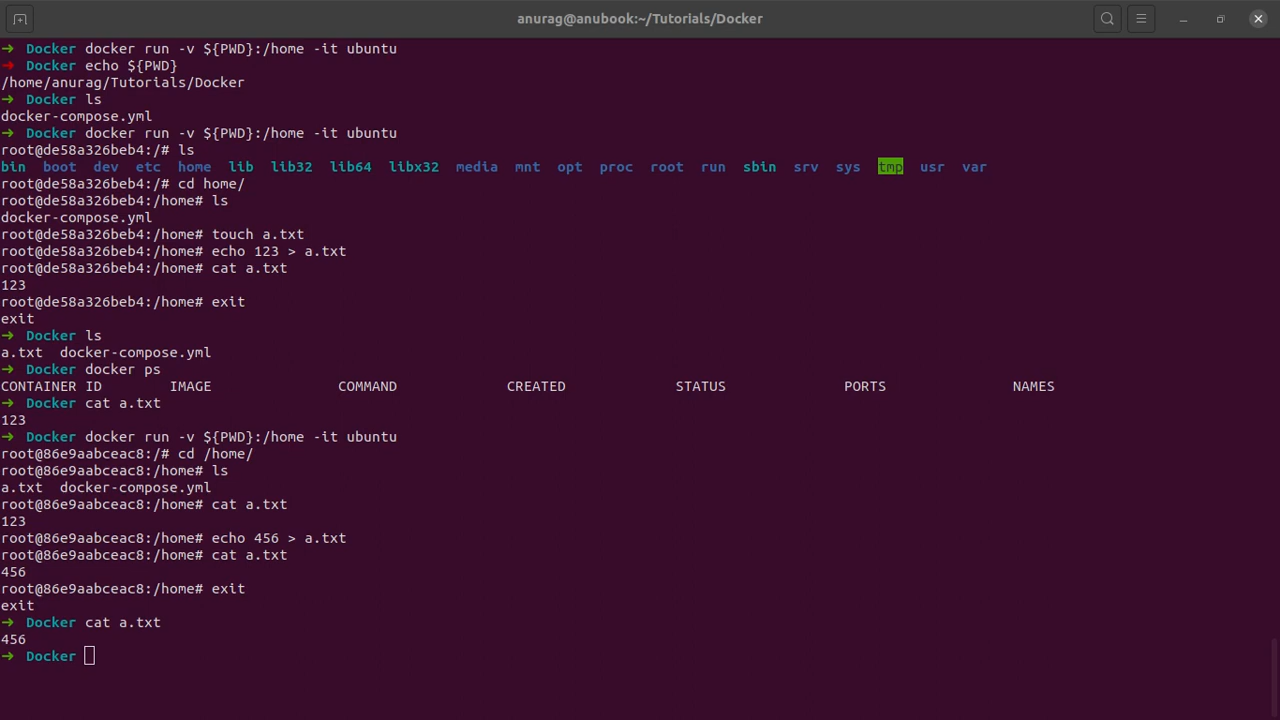 anurag@anubook:~/Tutorials/Docker
➜  Docker docker run -v ${PWD}:/home -it ubuntu
➜  Docker echo ${PWD}
/home/anurag/Tutorials/Docker
➜  Docker ls
docker-compose.yml
➜  Docker docker run -v ${PWD}:/home -it ubuntu
root@de58a326beb4:/# ls
bin  boot  dev  etc  home  lib  lib32  lib64  libx32  media  mnt  opt  proc  root  run  sbin  srv  sys  tmp  usr  var
root@de58a326beb4:/# cd home/
root@de58a326beb4:/home# ls
docker-compose.yml
root@de58a326beb4:/home# touch a.txt
root@de58a326beb4:/home# echo 123 > a.txt
root@de58a326beb4:/home# cat a.txt
123
root@de58a326beb4:/home# exit
exit
➜  Docker ls
a.txt  docker-compose.yml
➜  Docker docker ps
CONTAINER ID        IMAGE               COMMAND             CREATED             STATUS              PORTS               NAMES
➜  Docker cat a.txt
123
➜  Docker docker run -v ${PWD}:/home -it ubuntu
root@86e9aabceac8:/# cd /home/
root@86e9aabceac8:/home# ls
a.txt  docker-compose.yml
root@86e9aabceac8:/home# cat a.txt
123
root@86e9aabceac8:/home# echo 456 > a.txt
root@86e9aabceac8:/home# cat a.txt
456
root@86e9aabceac8:/home# exit
exit
➜  Docker cat a.txt
456
➜  Docker